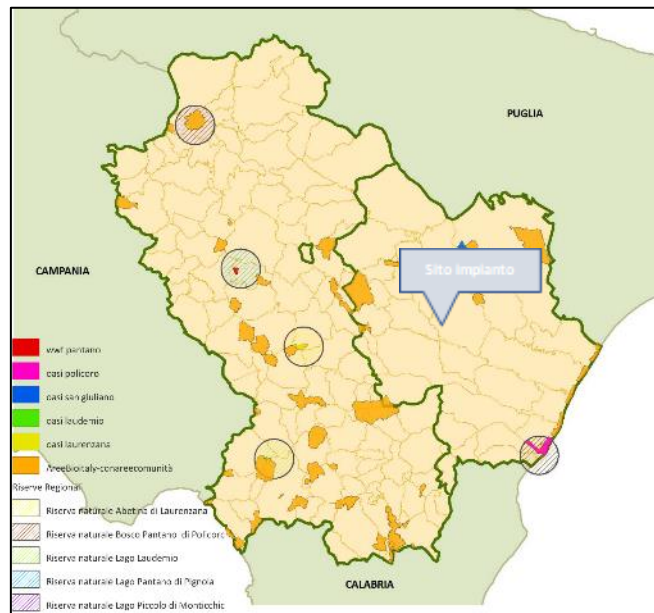 PUGLIA
CAMPANIA
Sito Impianto
wwf pantano
oasi policoro
oasi san giuliano
oasi laudemio
oasi laurenzana
AreeBioitaly-conareecomunità
Riserve Regionali
Riserva naturale Abetina di Laurenzana
Riserva naturale Bosco Pantano di Policoro
Riserva naturale Lago Laudemio
Riserva naturale Lago Pantano di Pignola
Riserva naturale Lago Piccolo di Monticchio
CALABRIA